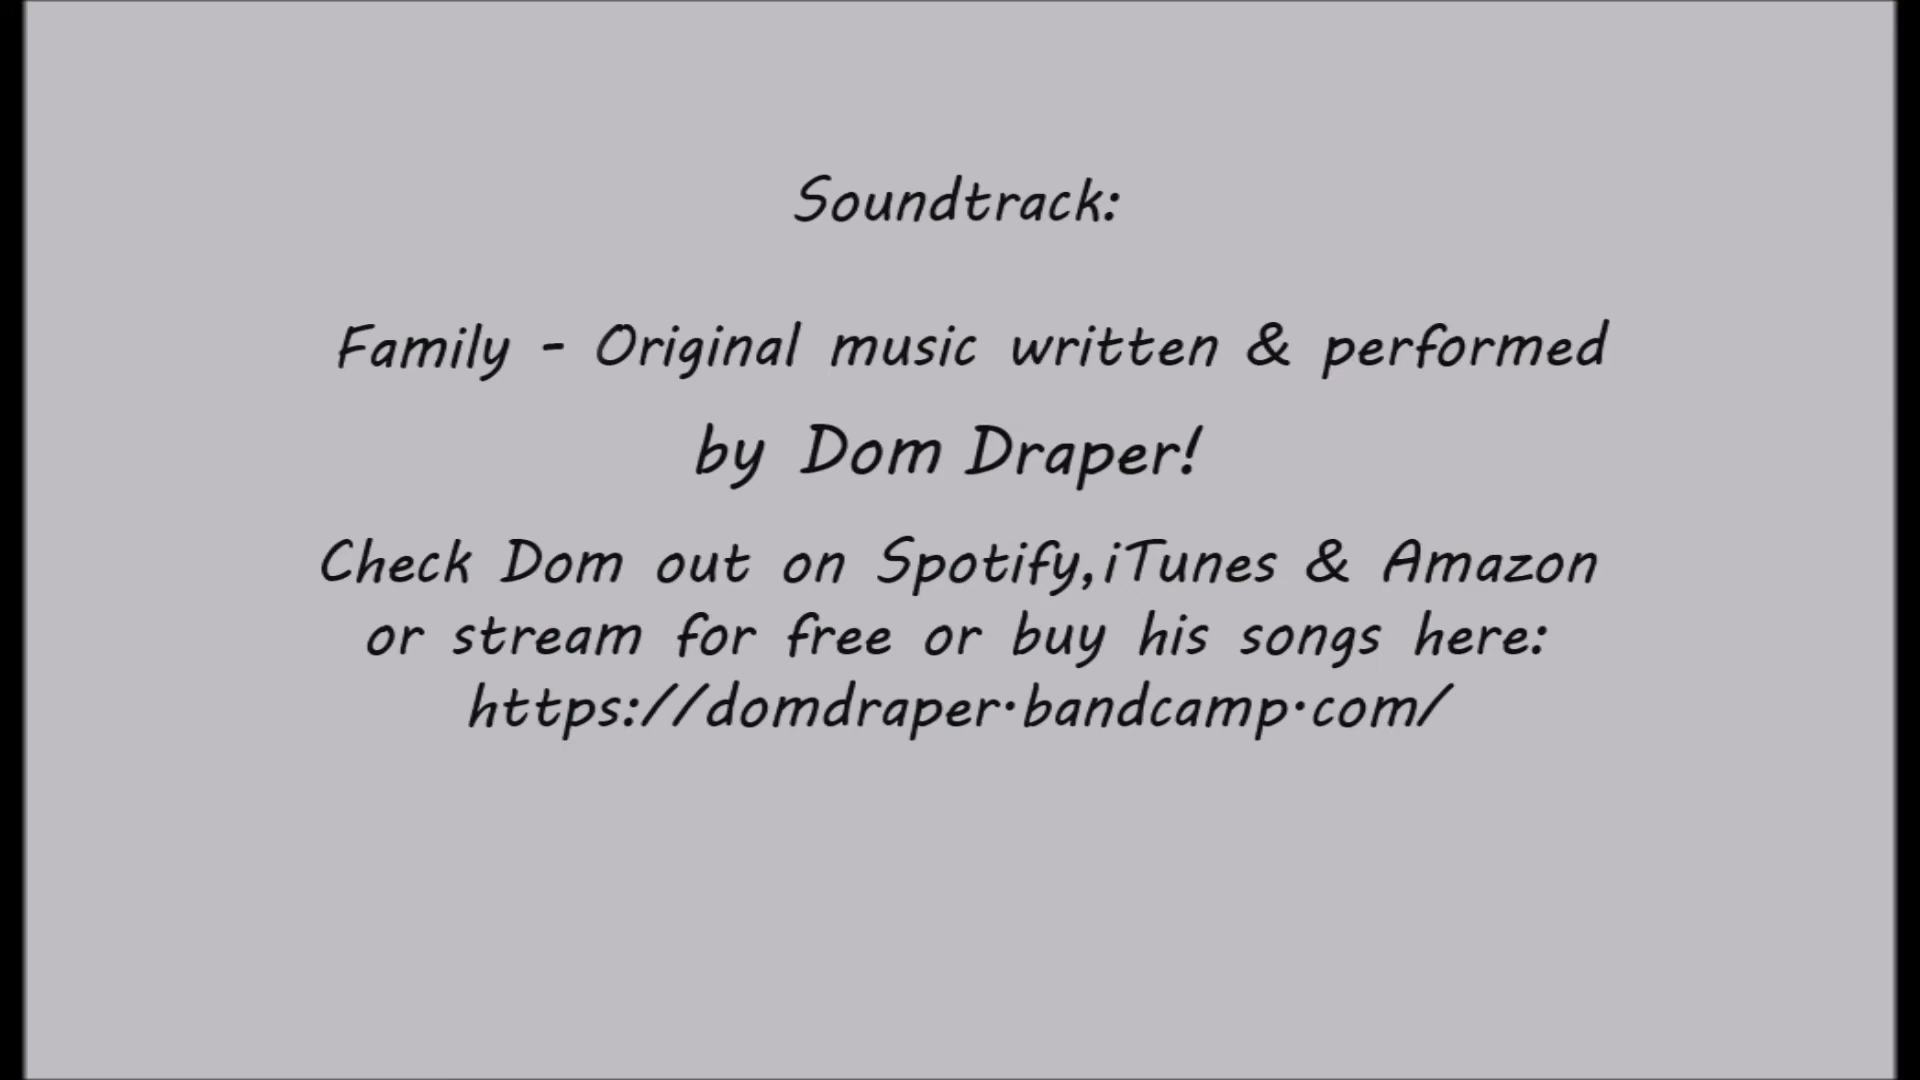 Soundtrack:
Family - Original music written & performed
by Dom Draper!
Check Dom out on Spotify,iTunes & Amazon
or stream for free or buy his songs here:
https://domdraper.bandcamp.com/